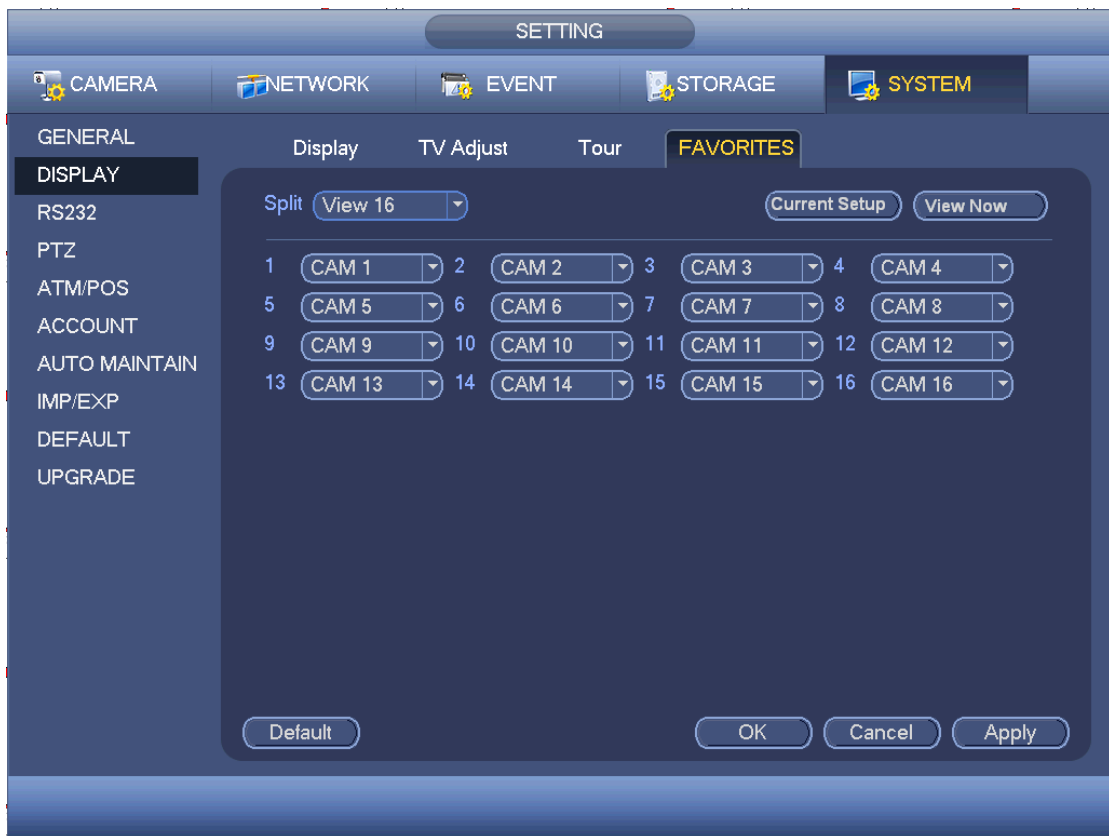 SETTING
CAMERA NETWORK EVENT STORAGE SYSTEM
GENERAL
DISPLAY
RS232
PTZ
ATM/POS
ACCOUNT
AUTO MAINTAIN
IMP/EXP
DEFAULT
UPGRADE
Display TV Adjust Tour FAVORITES
Split View 16 Current Setup View Now
1 CAM 1 2 CAM 2 3 CAM 3 4 CAM 4
5 CAM 5 6 CAM 6 7 CAM 7 8 CAM 8
9 CAM 9 10 CAM 10 11 CAM 11 12 CAM 12
13 CAM 13 14 CAM 14 15 CAM 15 16 CAM 16
Default OK Cancel Apply